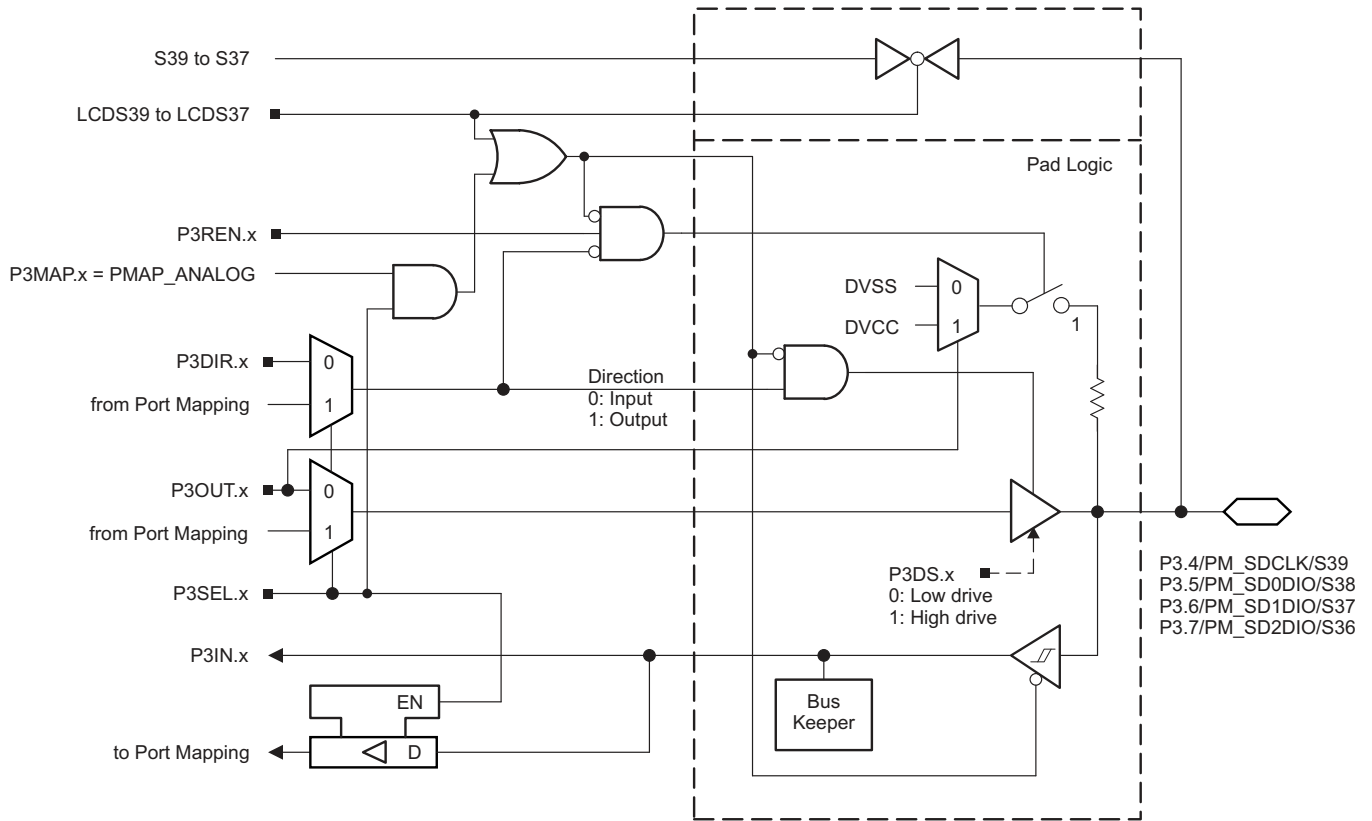 S39 to S37
LCDS39 to LCDS37
Pad Logic
P3REN.x
P3MAP.x = PMAP_ANALOG
DVSS
0
DVCC
1
1
P3DIR.x
0
from Port Mapping
1
Direction
0: Input
1: Output
P3OUT.x
0
from Port Mapping
1
P3SEL.x
P3DS.x
0: Low drive
1: High drive
P3.4/PM_SDCLK/S39
P3.5/PM_SD0DIO/S38
P3.6/PM_SD1DIO/S37
P3.7/PM_SD2DIO/S36
P3IN.x
EN
Bus
Keeper
to Port Mapping
D